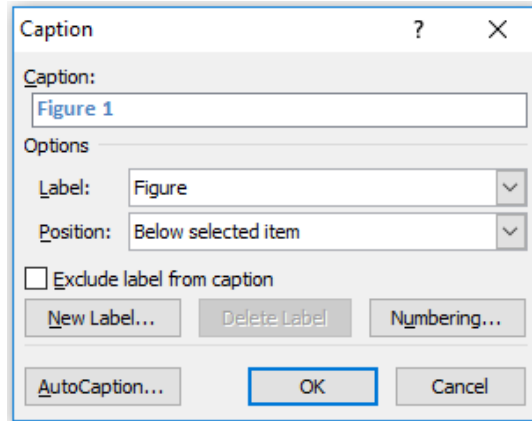 Caption ?
Caption:
Figure 1
Options
Label: Figure
Position: Below selected item
Exclude label from caption
New Label... Delete Label Numbering...
AutoCaption... OK Cancel